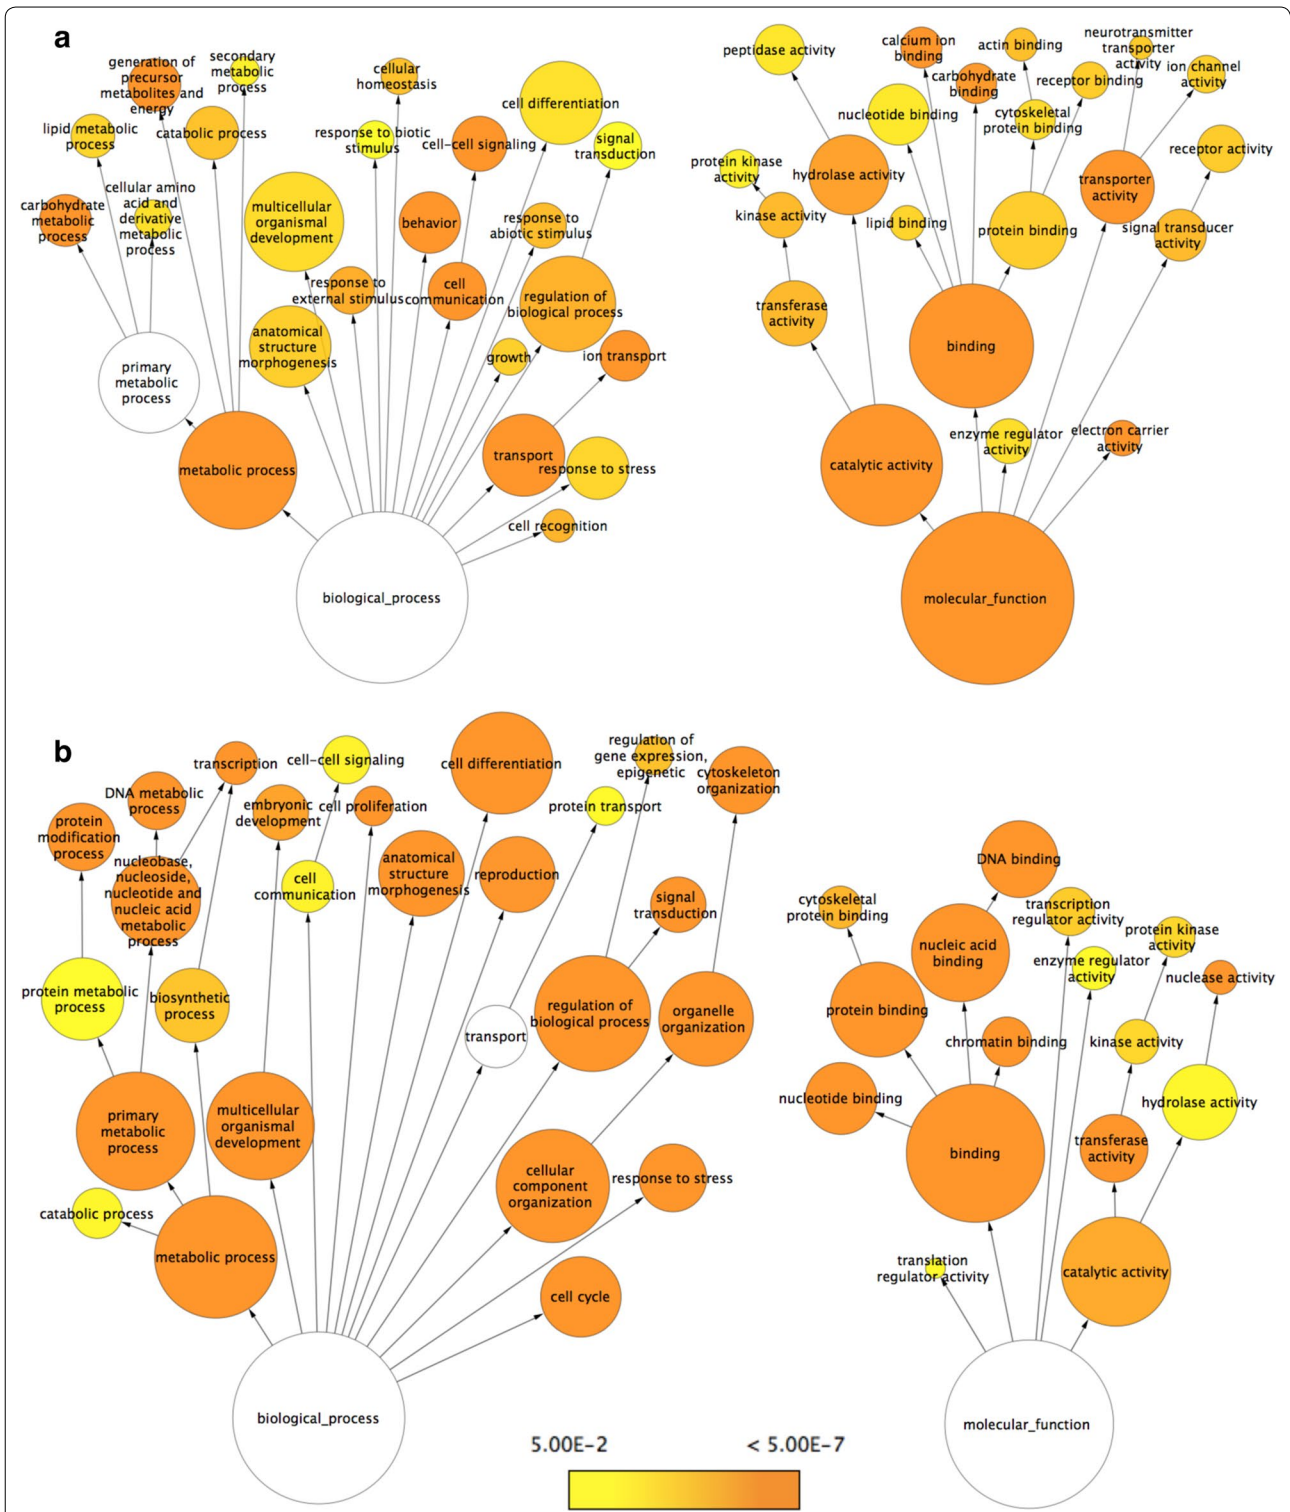 a
generation of
precursor
metabolites and
energy
secondary
metabolic
process
lipid metabolic
process
catabolic process
carbohydrate
metabolic
process
cellular amino
acid and
derivative
metabolic
process
primary
metabolic
process
metabolic process
cellular
homeostasis
response to biotic
stimulus
cell-cell signaling
cell differentiation
signal
transduction
multicellular
organismal
development
behavior
response to
abiotic stimulus
response to
external stimulus
cell
communication
regulation of
biological process
anatomical
structure
morphogenesis
growth
ion transport
transport
response to stress
cell recognition
biological_process
peptidase activity
calcium ion
binding
actin binding
neurotransmitter
transporter
activity
ion channel
activity
carbohydrate
binding
receptor binding
nucleotide binding
cytoskeletal
protein binding
receptor activity
protein kinase
activity
hydrolase activity
transporter
activity
kinase activity
lipid binding
protein binding
signal transducer
activity
transferase
activity
binding
enzyme regulator
activity
electron carrier
activity
catalytic activity
molecular_function
b
transcription
cell-cell signaling
cell differentiation
regulation of
gene expression,
epigenetic
cytoskeleton
organization
DNA metabolic
process
embryonic
development
cell proliferation
protein transport
protein
modification
process
nucleobase,
nucleoside,
nucleotide and
nucleic acid
metabolic
process
cell
communication
anatomical
structure
morphogenesis
reproduction
signal
transduction
protein metabolic
process
biosynthetic
process
transport
regulation of
biological process
organelle
organization
primary
metabolic
process
multicellular
organismal
development
cellular
component
organization
response to stress
catabolic process
metabolic process
cell cycle
biological_process
DNA binding
cytoskeletal
protein binding
transcription
regulator activity
protein kinase
activity
nucleic acid
binding
enzyme regulator
activity
nuclease activity
protein binding
chromatin binding
kinase activity
nucleotide binding
hydrolase activity
binding
transferase
activity
translation
regulator activity
catalytic activity
molecular_function
5.00E-2
< 5.00E-7